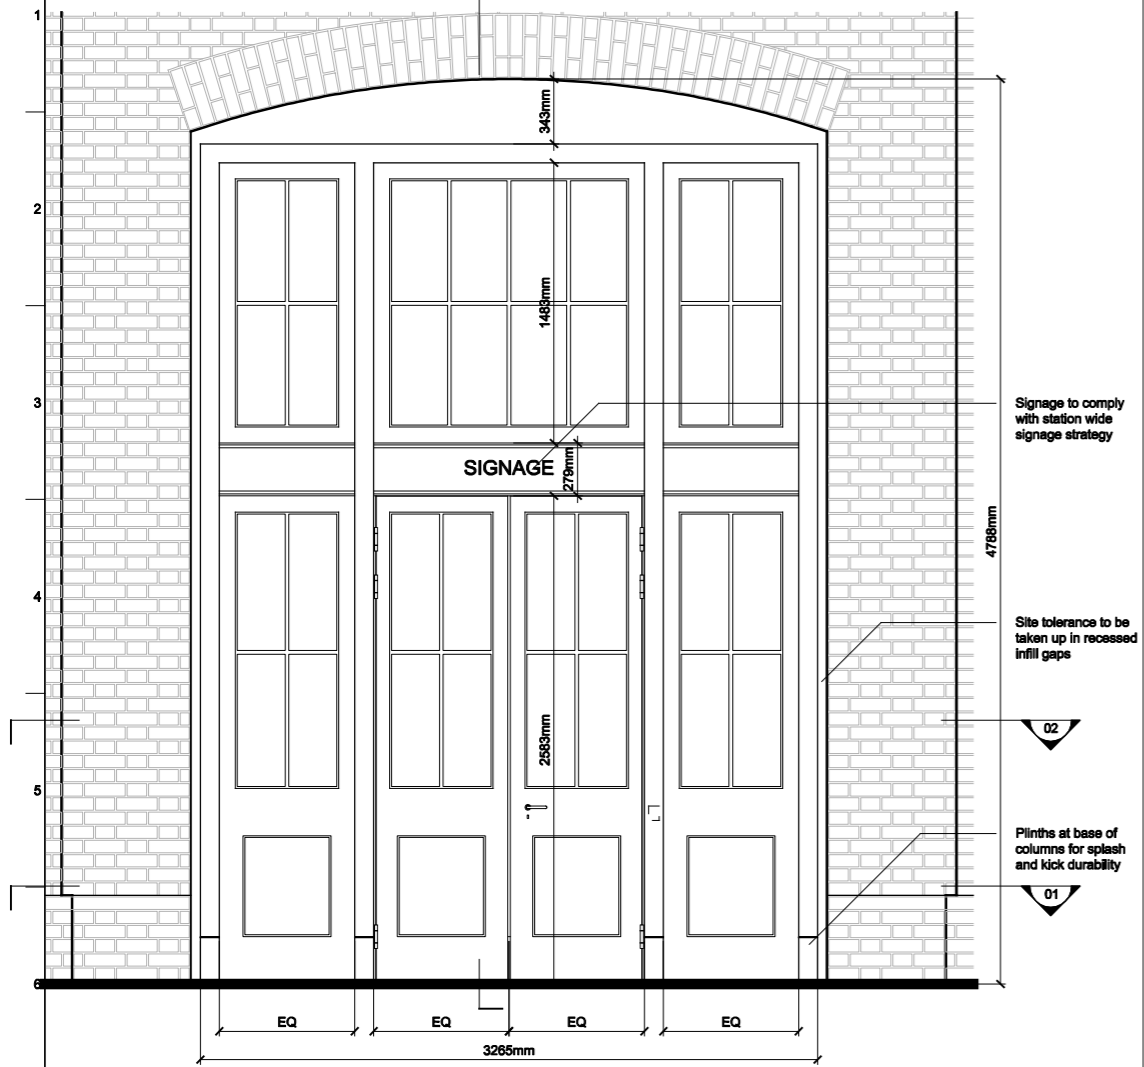 1
343mm
2
1483mm
3
Signage to comply
with station wide
signage strategy
SIGNAGE
279mm
4788mm
4
Site tolerance to be
taken up in recessed
infill gaps
02
2583mm
5
Plinths at base of
columns for splash
and kick durability
01
6
EQ
EQ
EQ
EQ
3265mm